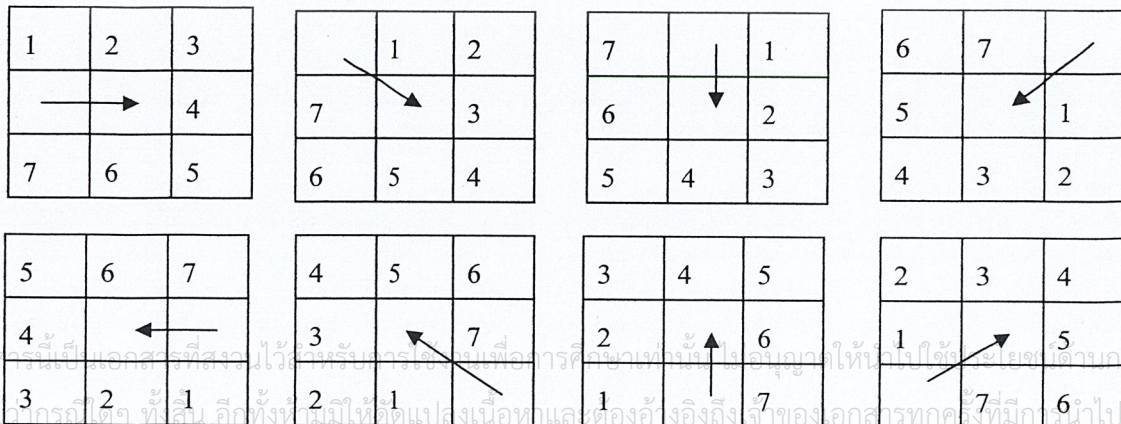 1 2 3 1 2 7 1 6 7
4 7 3 6 2 5 1
7 6 5 6 5 4 5 4 3 4 3 2
5 6 7 4 5 6 3 4 5 2 3 4
4 3 7 2 6 1 5
ารนี้เป็นเอกสารที่สงวนไว้สำหรับการใช้งานเพื่อการศึกษาเท่านั้น ไม่อนุญาตให้นำไปใช้ประโยชน์ด้านก
3 2 1 2 1 1 7 7 6
ว่ากรณีใดๆ ทั้งสิ้น อีกทั้งห้ามมิให้ดัดแปลงเนื้อหาและต้องอ้างอิงถึงเจ้าของเอกสารทุกครั้งที่มีการนำไป